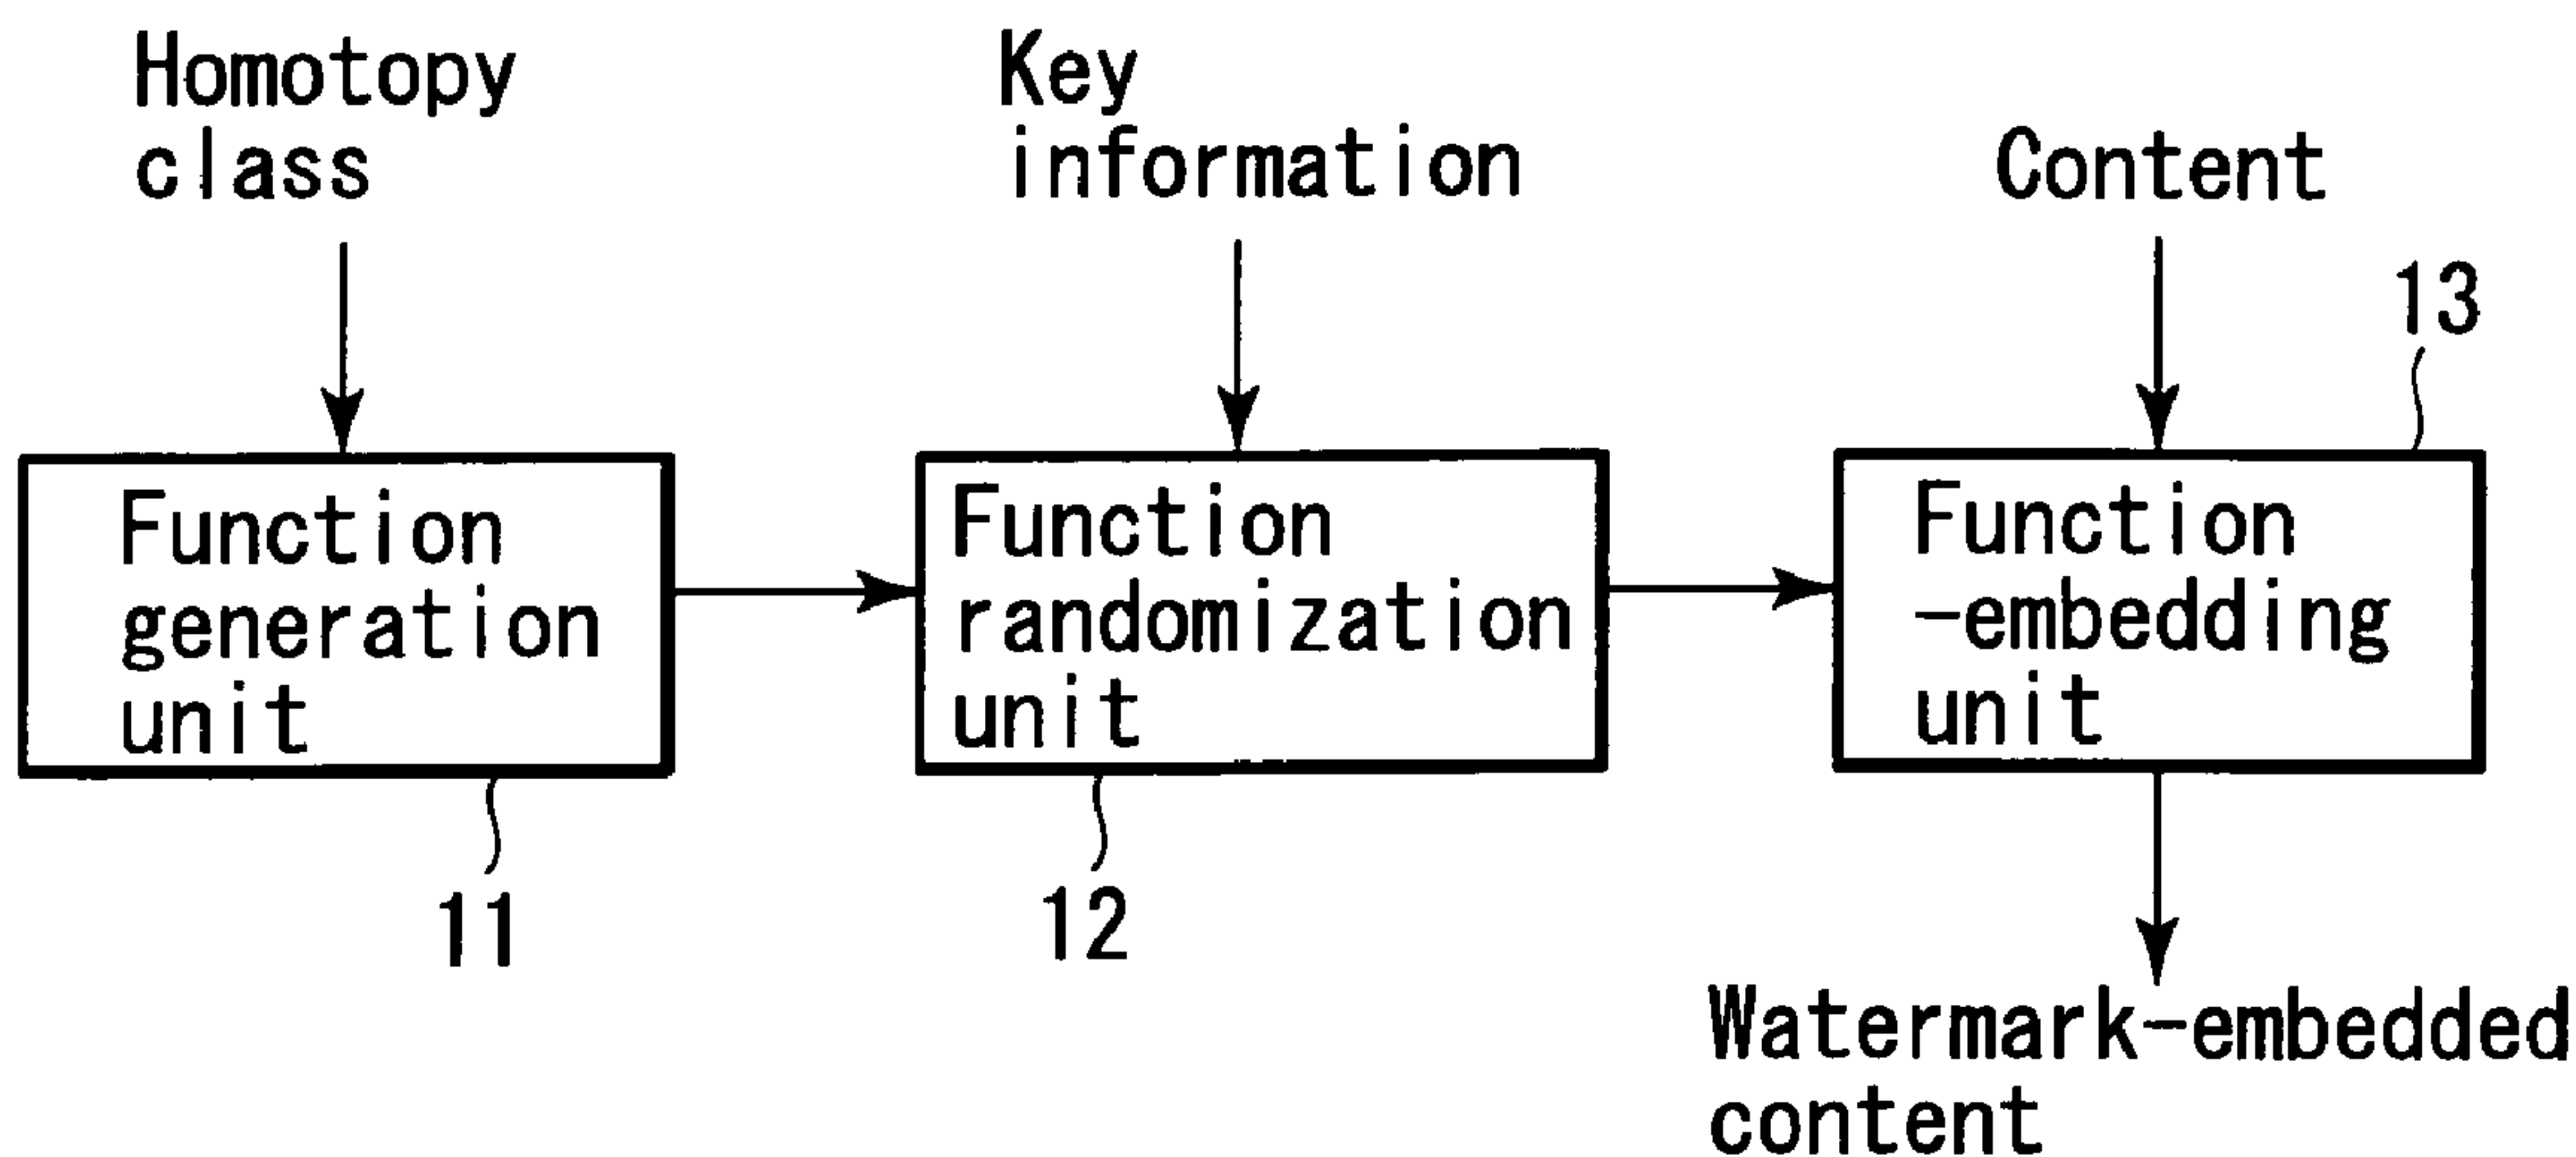 Homotopy
class
Key
information
Content
13
Function
generation
unit
Function
randomization
unit
Function
-embedding
unit
11
12
Watermark-embedded
content